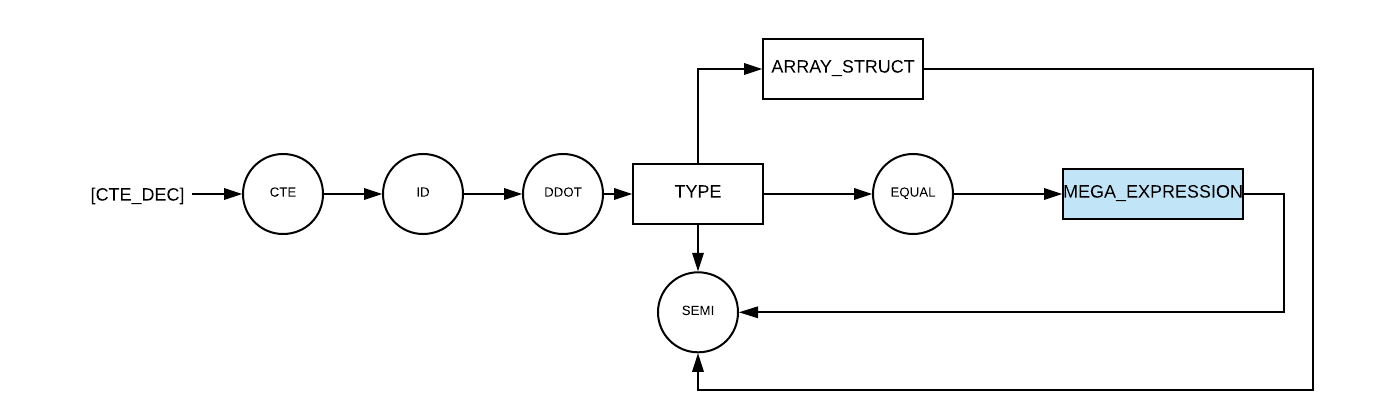 ARRAY_STRUCT
[CTE_DEC]
CTE
ID
DDOT
TYPE
EQUAL
MEGA_EXPRESSION
SEMI